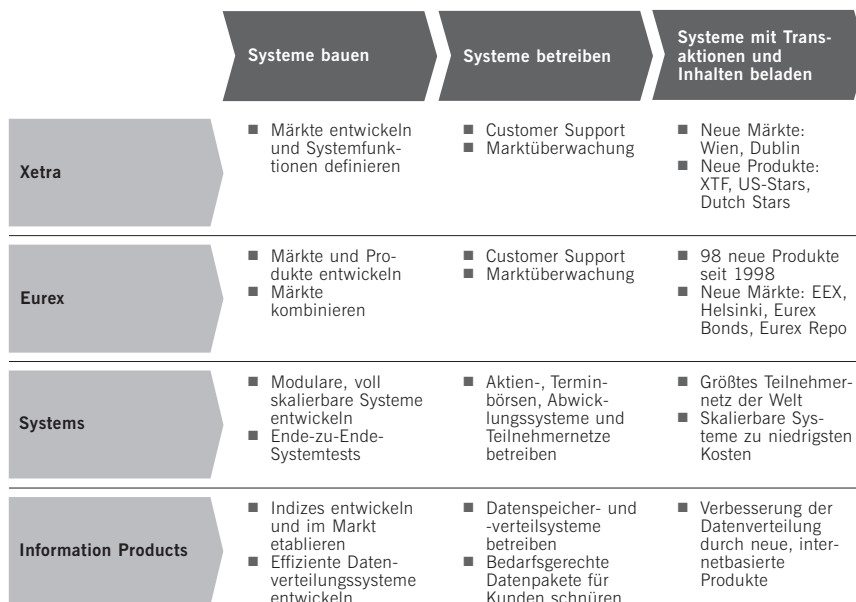 Systeme bauen
Systeme betreiben
Systeme mit Trans-
aktionen und
Inhalten beladen
Xetra
■ Märkte entwickeln
und Systemfunk-
tionen definieren
■ Customer Support
■ Marktüberwachung
■ Neue Märkte:
Wien, Dublin
■ Neue Produkte:
XTF, US-Stars,
Dutch Stars
Eurex
■ Märkte und Pro-
dukte entwickeln
■ Märkte
kombinieren
■ Customer Support
■ Marktüberwachung
■ 98 neue Produkte
seit 1998
■ Neue Märkte: EEX,
Helsinki, Eurex
Bonds, Eurex Repo
Systems
■ Modulare, voll
skalierbare Systeme
entwickeln
■ Ende-zu-Ende-
Systemtests
■ Aktien-, Termin-
börsen, Abwick-
lungssysteme und
Teilnehmernetze
betreiben
■ Größtes Teilnehmer-
netz der Welt
■ Skalierbare Sys-
teme zu niedrigsten
Kosten
Information Products
■ Indizes entwickeln
und im Markt
etablieren
■ Effiziente Daten-
verteilungssysteme
entwickeln
■ Datenspeicher- und
-verteilsysteme
betreiben
■ Bedarfsgerechte
Datenpakete für
Kunden schnüren
■ Verbesserung der
Datenverteilung
durch neue, inter-
netbasierte
Produkte